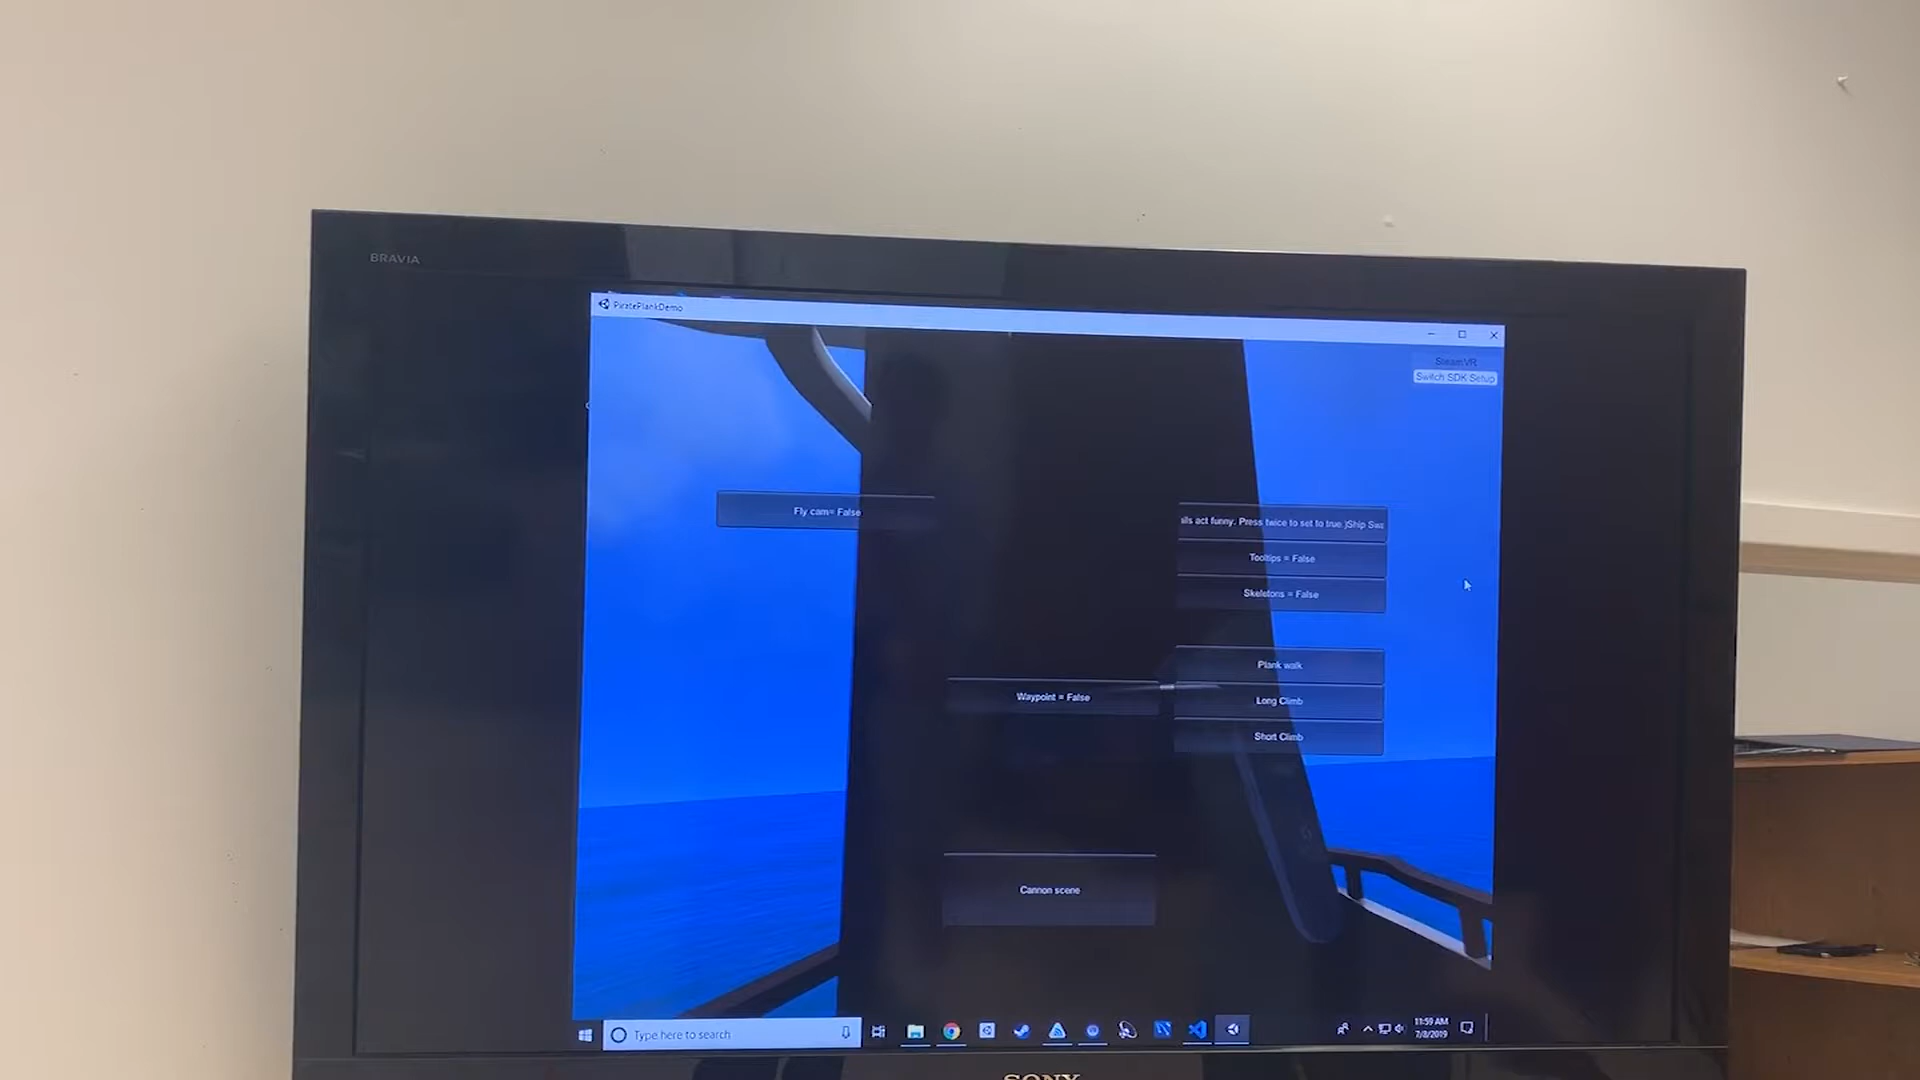 BRAVIA
PiratePlankDemo
SteamVR
Switch SDK Setup
Fly cam= False
act funny. Press twice to set to true.)Ship
Tooltips = False
Skeletons = False
Plank walk
Waypoint = False
Long Climb
Short Climb
Cannon scene
Type here to search
11:59 AM
7/8/2019
SONY